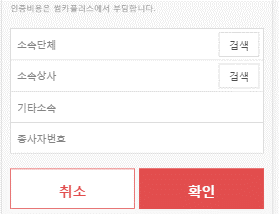 인증비용은 썸카플러스에서 부담합니다.
소속단체
검색
소속상사
검색
기타소속
종사자번호
취소
확인